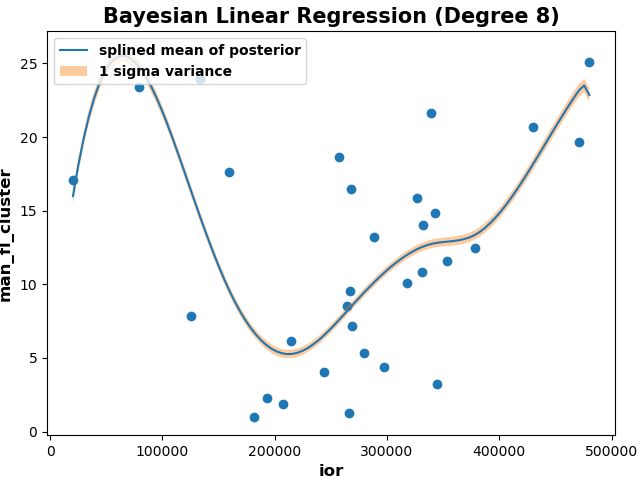 Bayesian Linear Regression (Degree 8)
splined mean of posterior
1 sigma variance
25
20
15
10
5
0
man_fl_cluster
0 100000 200000 300000 400000 500000
ior